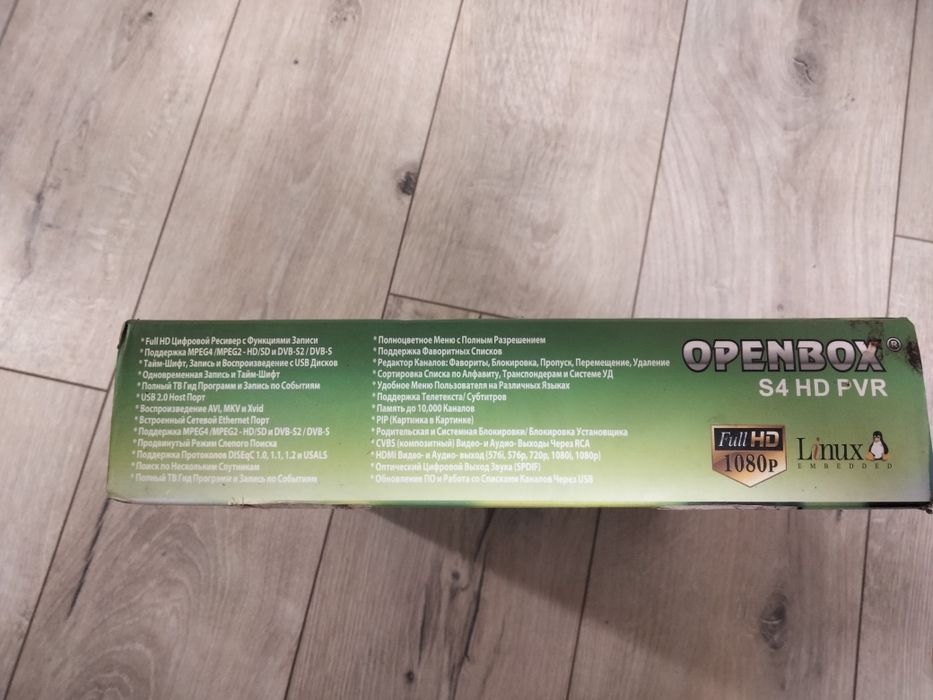 * Full HD Цифровой Ресивер с Функциями Записи
* Поддержка MPEG4 /MPEG2 - HD/SD и DVB-S2 / DVB-S
* Тайм-Шифт, Запись и Воспроизведение с USB Дисков
* Одновременная Запись и Тайм-Шифт
* Полный ТВ Гид Программ и Запись по Событиям
* USB 2.0 Host Порт
* Воспроизведение AVI, MKV и Xvid
* Встроенный Сетевой Ethernet Порт
* Поддержка MPEG4 /MPEG2 - HD/SD и DVB-S2 / DVB-S
* Продвинутый Режим Слепого Поиска
* Поддержка Протоколов DISEqC 1.0, 1.1, 1.2 и USALS
* Поиск по Нескольким Спутникам
* Полный ТВ Гид Программ и Запись по Событиям
* Полноцветное Меню с Полным Разрешением
* Поддержка Фаворитных Списков
* Редактор Каналов: Фавориты, Блокировка, Пропуск, Перемещение, Удаление
* Сортировка Списка по Алфавиту, Транспондерам и Системе УД
* Удобное Меню Пользователя на Различных Языках
* Поддержка Телетекста/ Субтитров
* Память до 10,000 Каналов
* PIP (Картинка в Картинке)
* Родительская и Системная Блокировки/ Блокировка Установщика
* CVBS (композитный) Видео- и Аудио- Выходы Через RCA
* HDMI Видео- и Аудио- выход (576i, 576p, 720p, 1080i, 1080p)
* Оптический Цифровой Выход Звука (SPDIF)
* Обновление ПО и Работа со Списками Каналов Через USB
OPENBOX ®
S4 HD PVR
Full HD
1080P
Linux
EMBEDDED